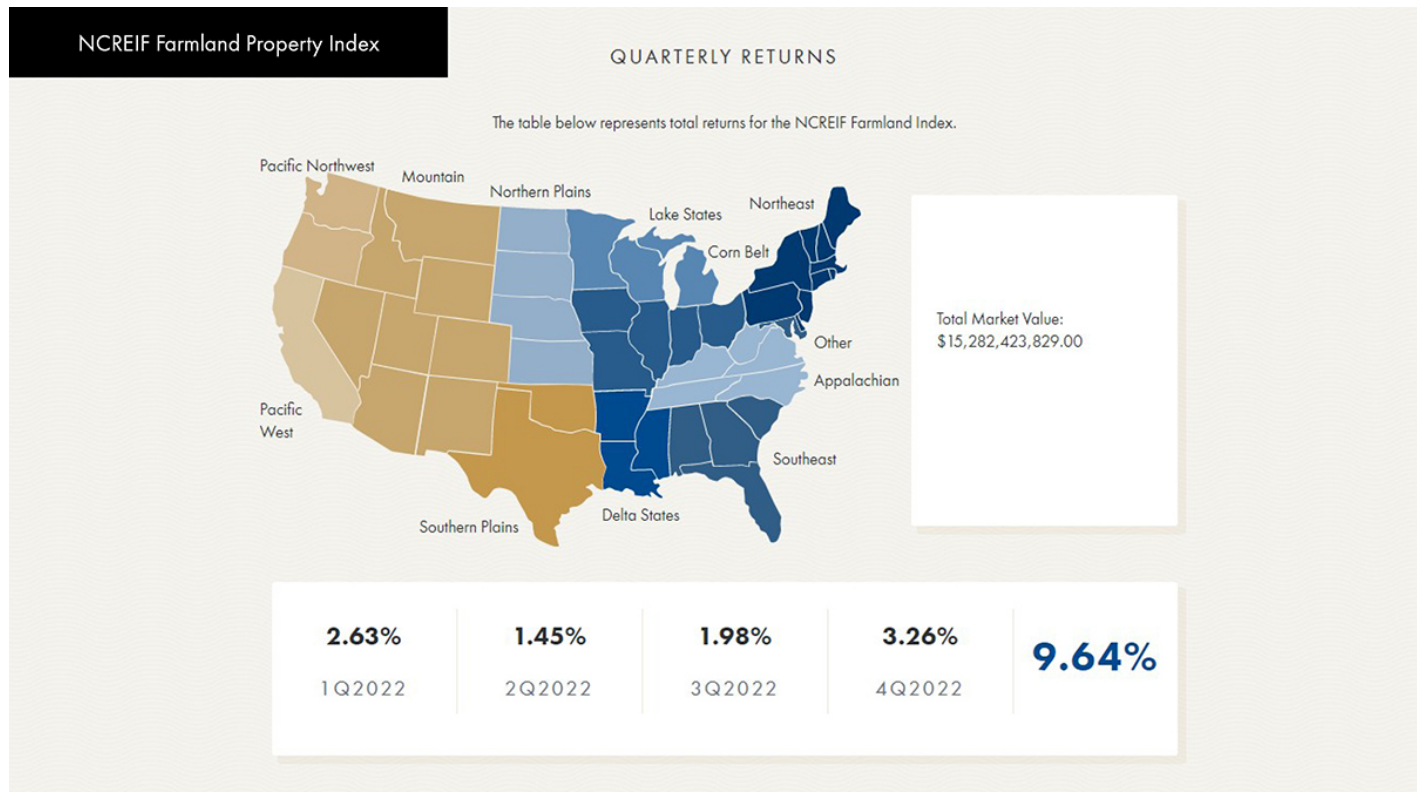 NCREIF Farmland Property Index
QUARTERLY RETURNS
The table below represents total returns for the NCREIF Farmland Index.
Pacific Northwest
Mountain
Northern Plains
Lake States
Northeast
Corn Belt
Other
Appalachian
Pacific
West
Southeast
Delta States
Southern Plains
Total Market Value:
$15,282,423,829.00
2.63%
1Q2022
1.45%
2Q2022
1.98%
3Q2022
3.26%
4Q2022
9.64%